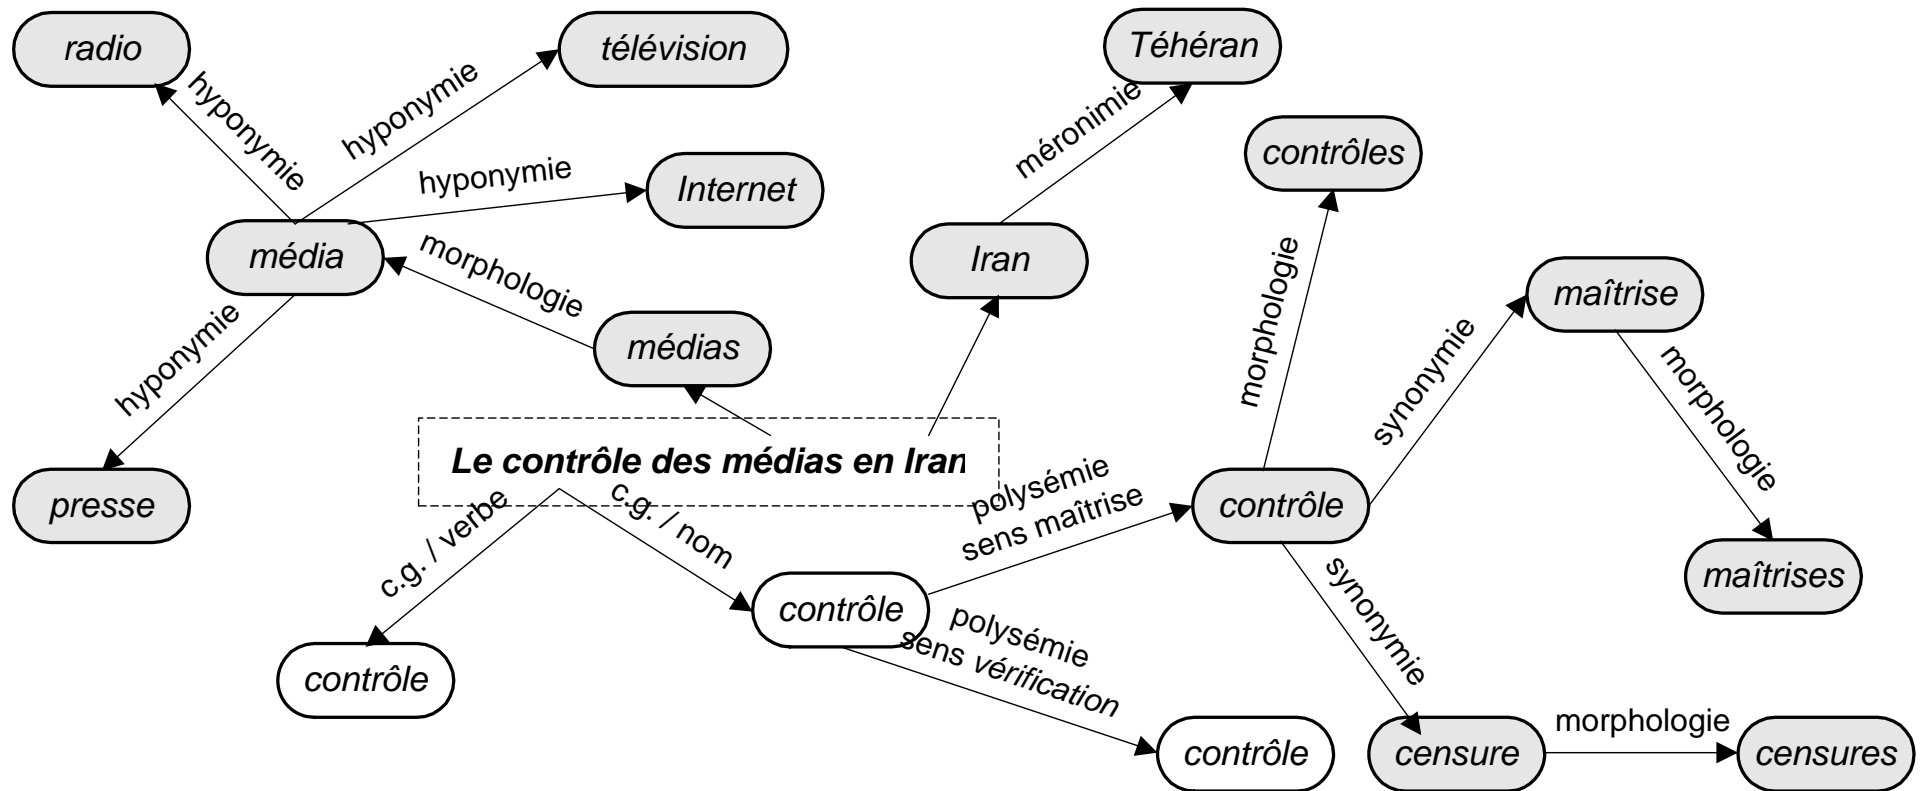 radio
télévision
Téhéran
hyponymie
hyponymie
méronimie
contrôles
hyponymie
Internet
média
morphologie
Iran
morphologie
maîtrise
hyponymie
médias
synonymie
morphologie
Le contrôle des médias en Iran
presse
c.g. / verbe
c.g. / nom
polysémie
sens maîtrise
contrôle
maîtrises
contrôle
synonymie
polysémie
sens vérification
contrôle
contrôle
censure
morphologie
censures